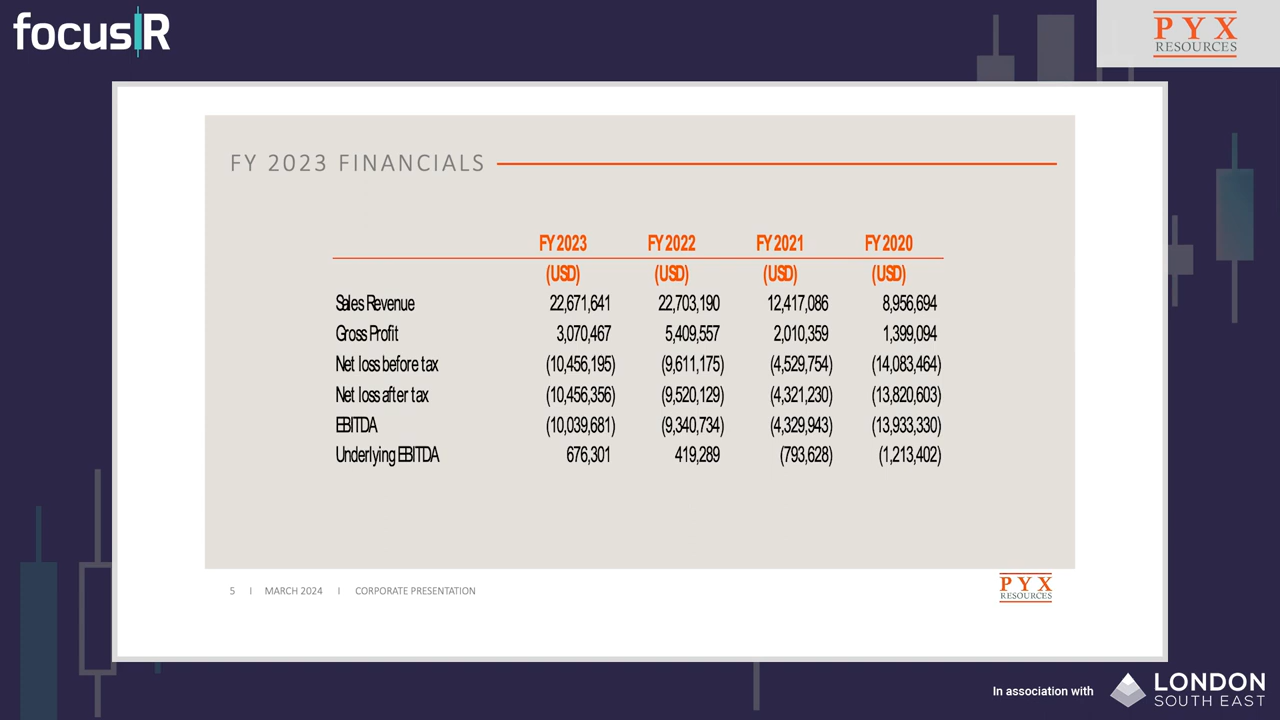 focusIR
PYX
RESOURCES
FY 2023 FINANCIALS
FY 2023 FY 2022 FY 2021 FY 2020
(USD) (USD) (USD) (USD)
Sales Revenue 22,671,641 22,703,190 12,417,086 8,956,694
Gross Profit 3,070,467 5,409,557 2,010,359 1,399,094
Net loss before tax (10,456,195) (9,611,175) (4,529,754) (14,083,464)
Net loss after tax (10,456,356) (9,520,129) (4,321,230) (13,820,603)
EBITDA (10,039,681) (9,340,734) (4,329,943) (13,933,330)
Underlying EBITDA 676,301 419,289 (793,628) (1,213,402)
5 I MARCH 2024 I CORPORATE PRESENTATION
PYX
RESOURCES
In association with
LONDON
SOUTH EAST